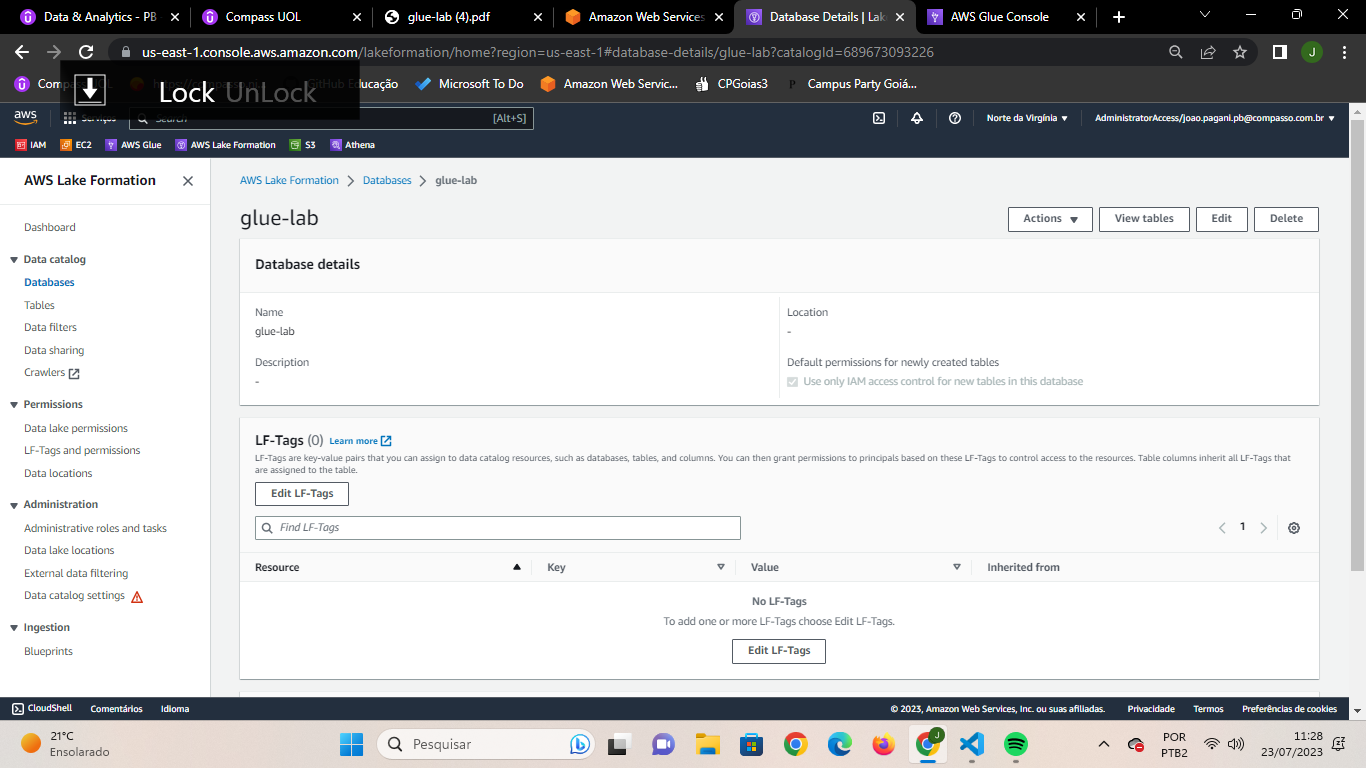 Data & Analytics - PB
Compass UOL
glue-lab (4).pdf
Amazon Web Services
Database Details | Lak
AWS Glue Console
us-east-1.console.aws.amazon.com/lakeformation/home?region=us-east-1#database-details/glue-lab?catalogId=689673093226
J
Educação
Microsoft To Do
Amazon Web Servic...
CPGoias3
P Campus Party Goiá...
Lock UnLock
aws
Serviços
Search
[Alt+S]
Norte da Virgínia
AdministratorAccess/joao.pagani.pb@compasso.com.br
IAM
EC2
AWS Glue
AWS Lake Formation
S3
Athena
AWS Lake Formation
Dashboard
Data catalog
Databases
Tables
Data filters
Data sharing
Crawlers
Permissions
Data lake permissions
LF-Tags and permissions
Data locations
Administration
Administrative roles and tasks
Data lake locations
External data filtering
Data catalog settings
Ingestion
Blueprints
AWS Lake Formation
Databases
glue-lab
glue-lab
Actions
View tables
Edit
Delete
Database details
Name
glue-lab
Description
-
Location
-
Default permissions for newly created tables
Use only IAM access control for new tables in this database
LF-Tags (0) Learn more
LF-Tags are key-value pairs that you can assign to data catalog resources, such as databases, tables, and columns. You can then grant permissions to principals based on these LF-Tags to control access to the resources. Table columns inherit all LF-Tags that
are assigned to the table.
Edit LF-Tags
Find LF-Tags
1
Resource
Key
Value
Inherited from
No LF-Tags
To add one or more LF-Tags choose Edit LF-Tags.
Edit LF-Tags
CloudShell
Comentários
Idioma
© 2023, Amazon Web Services, Inc. ou suas afiliadas.
Privacidade
Termos
Preferências de cookies
21°C
Ensolarado
Pesquisar
J
POR
PTB2
11:28
23/07/2023